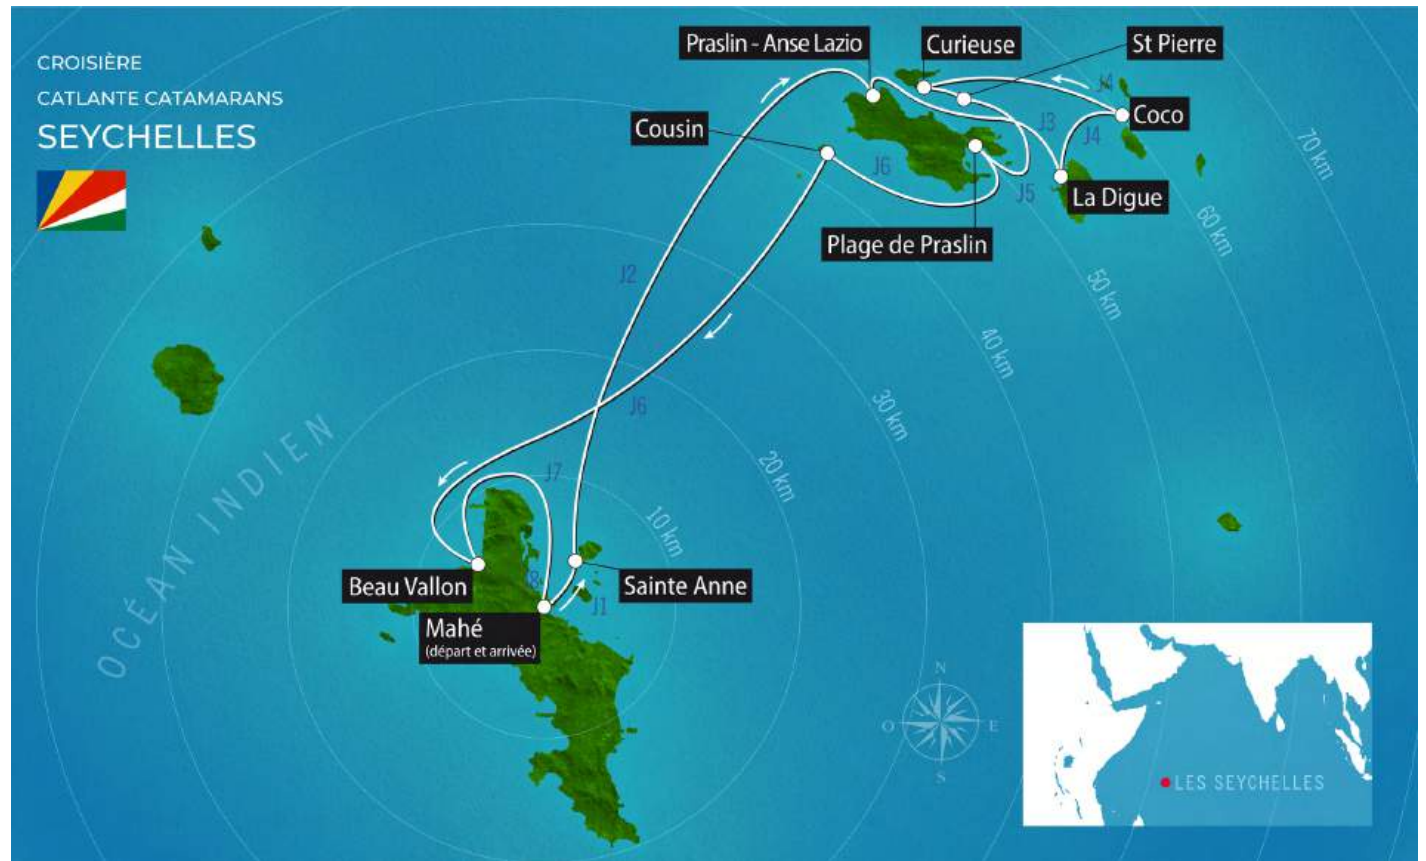 CROISIÈRE
CATLANTE CATAMARANS
SEYCHELLES
Praslin - Anse Lazio
Curieuse
St Pierre
Cousin
Coco
La Digue
Plage de Praslin
J4
J3
J4
J6
J5
J2
J6
J7
J8
J1
70 km
60 km
50 km
40 km
30 km
20 km
10 km
OCÉAN INDIEN
Beau Vallon
Sainte Anne
Mahé
(départ et arrivée)
N
O
E
S
LES SEYCHELLES